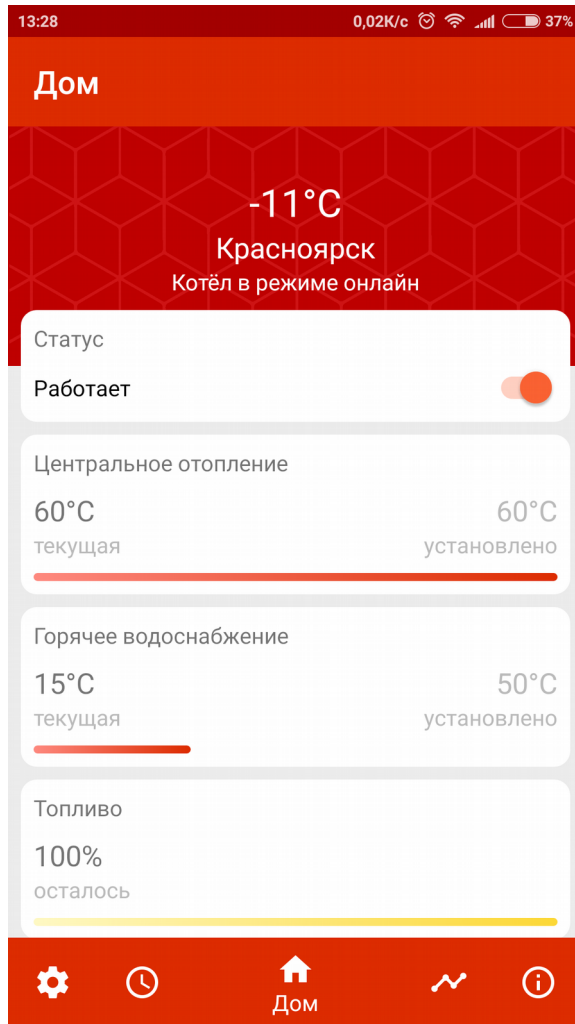 13:28 0,02К/с 37%
Дом
-11°C
Красноярск
Котёл в режиме онлайн
Статус
Работает
Центральное отопление
60°C 60°C
текущая установлено
Горячее водоснабжение
15°C 50°C
текущая установлено
Топливо
100%
осталось
Дом